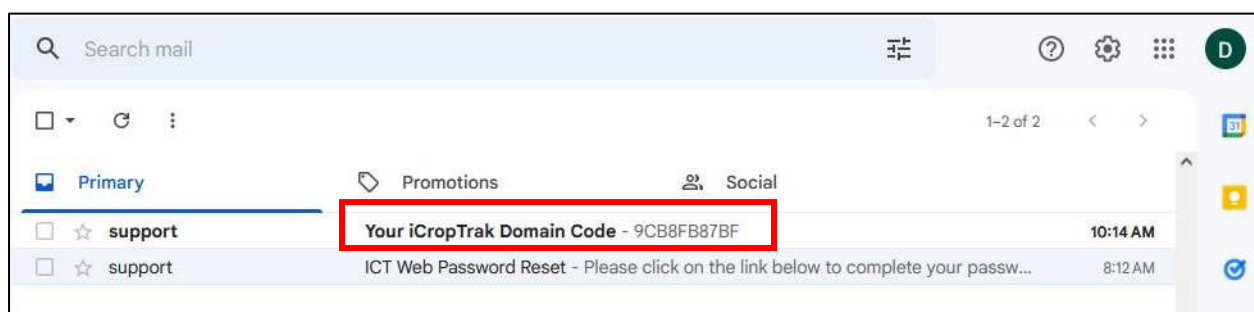 Search mail
D
1–2 of 2
31
Primary Promotions Social
support Your iCropTrak Domain Code - 9CB8FB87BF 10:14 AM
support ICT Web Password Reset - Please click on the link below to complete your passw... 8:12 AM